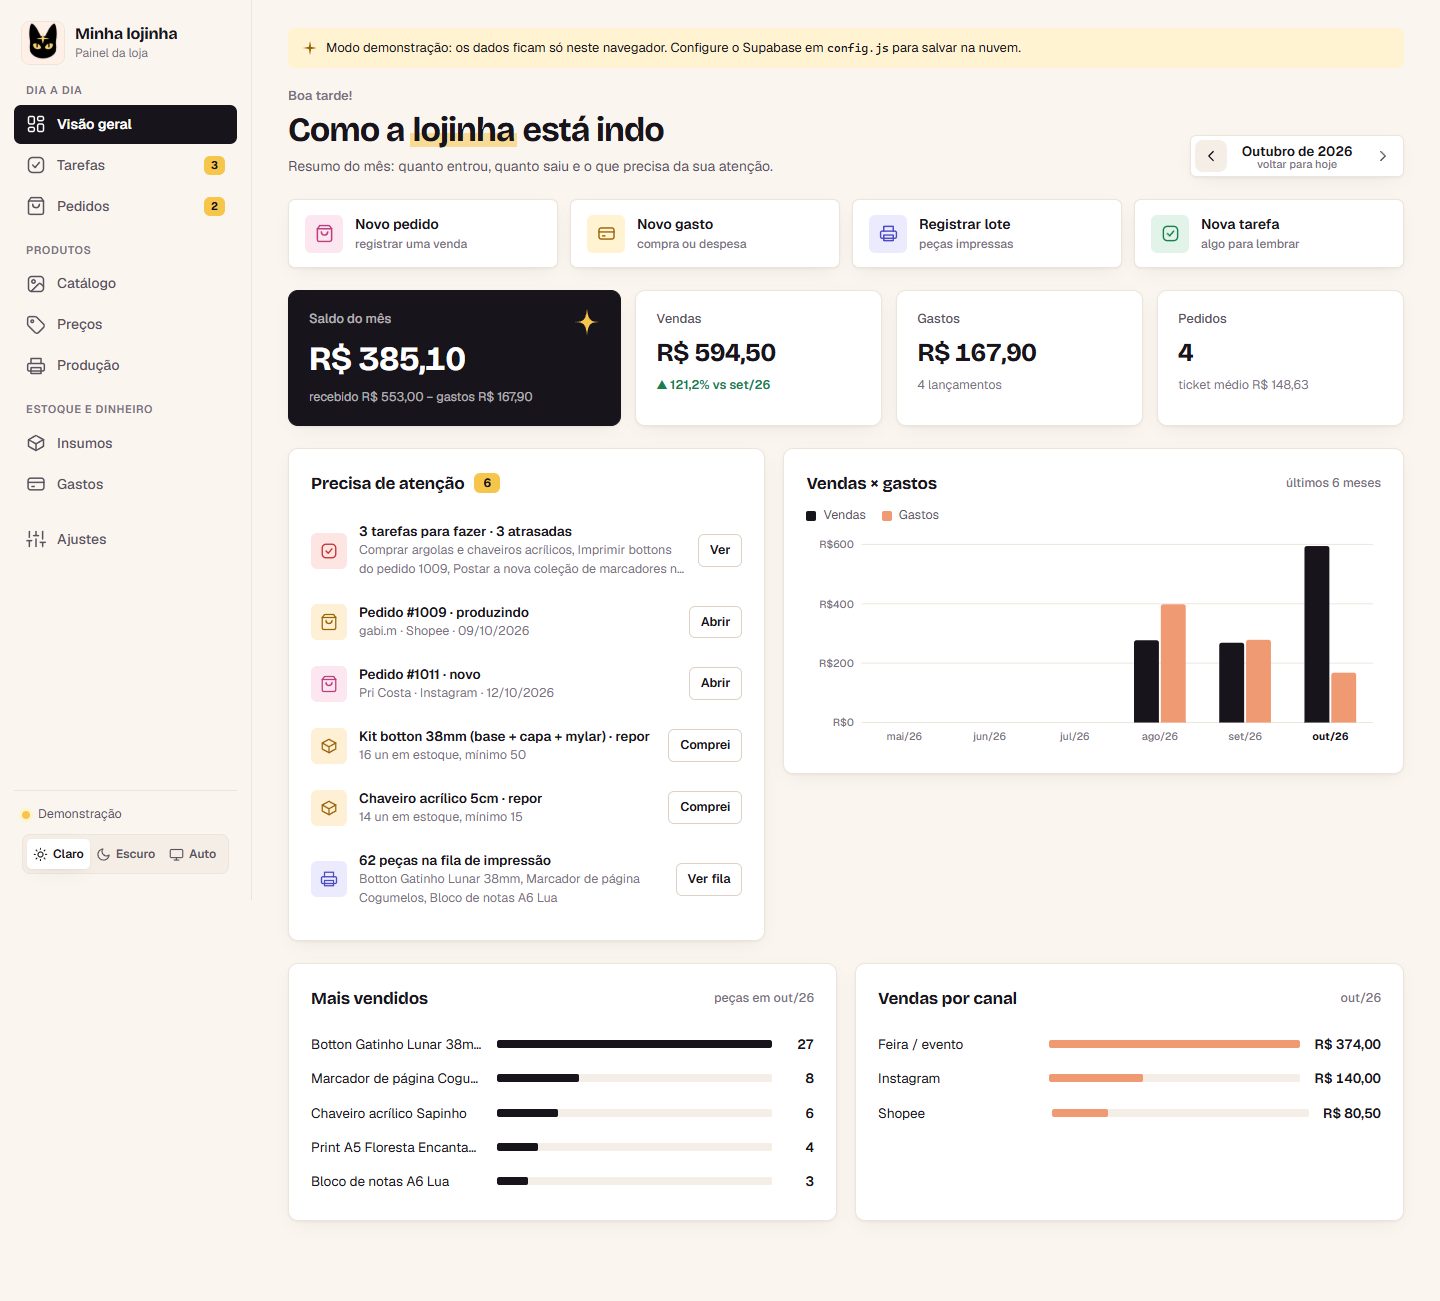 Minha lojinha
Painel da loja
DIA A DIA
Visão geral
Tarefas 3
Pedidos 2
PRODUTOS
Catálogo
Preços
Produção
ESTOQUE E DINHEIRO
Insumos
Gastos
Ajustes
Demonstração
Claro Escuro Auto
Modo demonstração: os dados ficam só neste navegador. Configure o Supabase em config.js para salvar na nuvem.
Boa tarde!
Como a lojinha está indo
Resumo do mês: quanto entrou, quanto saiu e o que precisa da sua atenção.
Outubro de 2026
voltar para hoje
Novo pedido
registrar uma venda
Novo gasto
compra ou despesa
Registrar lote
peças impressas
Nova tarefa
algo para lembrar
Saldo do mês
R$ 385,10
recebido R$ 553,00 − gastos R$ 167,90
Vendas
R$ 594,50
▲ 121,2% vs set/26
Gastos
R$ 167,90
4 lançamentos
Pedidos
4
ticket médio R$ 148,63
Precisa de atenção 6
3 tarefas para fazer · 3 atrasadas
Comprar argolas e chaveiros acrílicos, Imprimir bottons
do pedido 1009, Postar a nova coleção de marcadores n…
Ver
Pedido #1009 · produzindo
gabi.m · Shopee · 09/10/2026
Abrir
Pedido #1011 · novo
Pri Costa · Instagram · 12/10/2026
Abrir
Kit botton 38mm (base + capa + mylar) · repor
16 un em estoque, mínimo 50
Comprei
Chaveiro acrílico 5cm · repor
14 un em estoque, mínimo 15
Comprei
62 peças na fila de impressão
Botton Gatinho Lunar 38mm, Marcador de página
Cogumelos, Bloco de notas A6 Lua
Ver fila
Vendas × gastos
últimos 6 meses
Vendas Gastos
R$600
R$400
R$200
R$0
mai/26 jun/26 jul/26 ago/26 set/26 out/26
Mais vendidos
peças em out/26
Botton Gatinho Lunar 38m… 27
Marcador de página Cogu… 8
Chaveiro acrílico Sapinho 6
Print A5 Floresta Encanta… 4
Bloco de notas A6 Lua 3
Vendas por canal
out/26
Feira / evento R$ 374,00
Instagram R$ 140,00
Shopee R$ 80,50